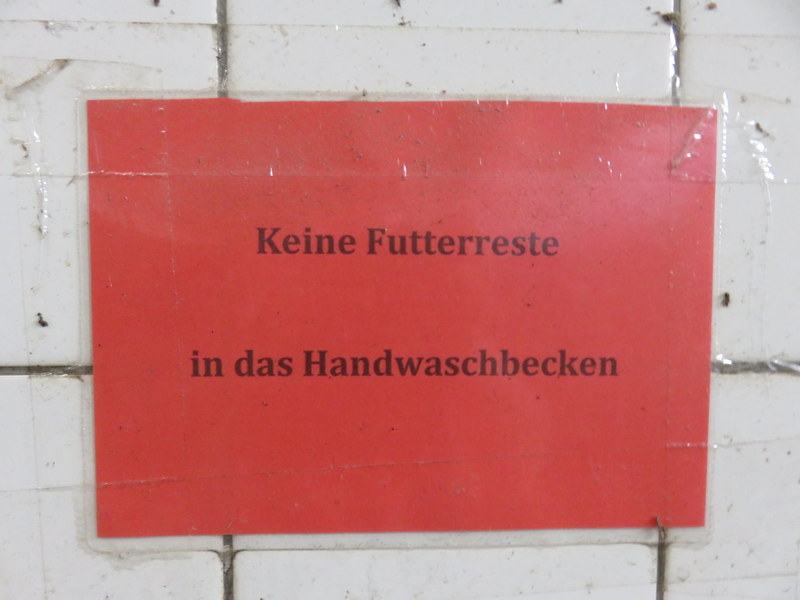 Keine Futterreste
in das Handwaschbecken